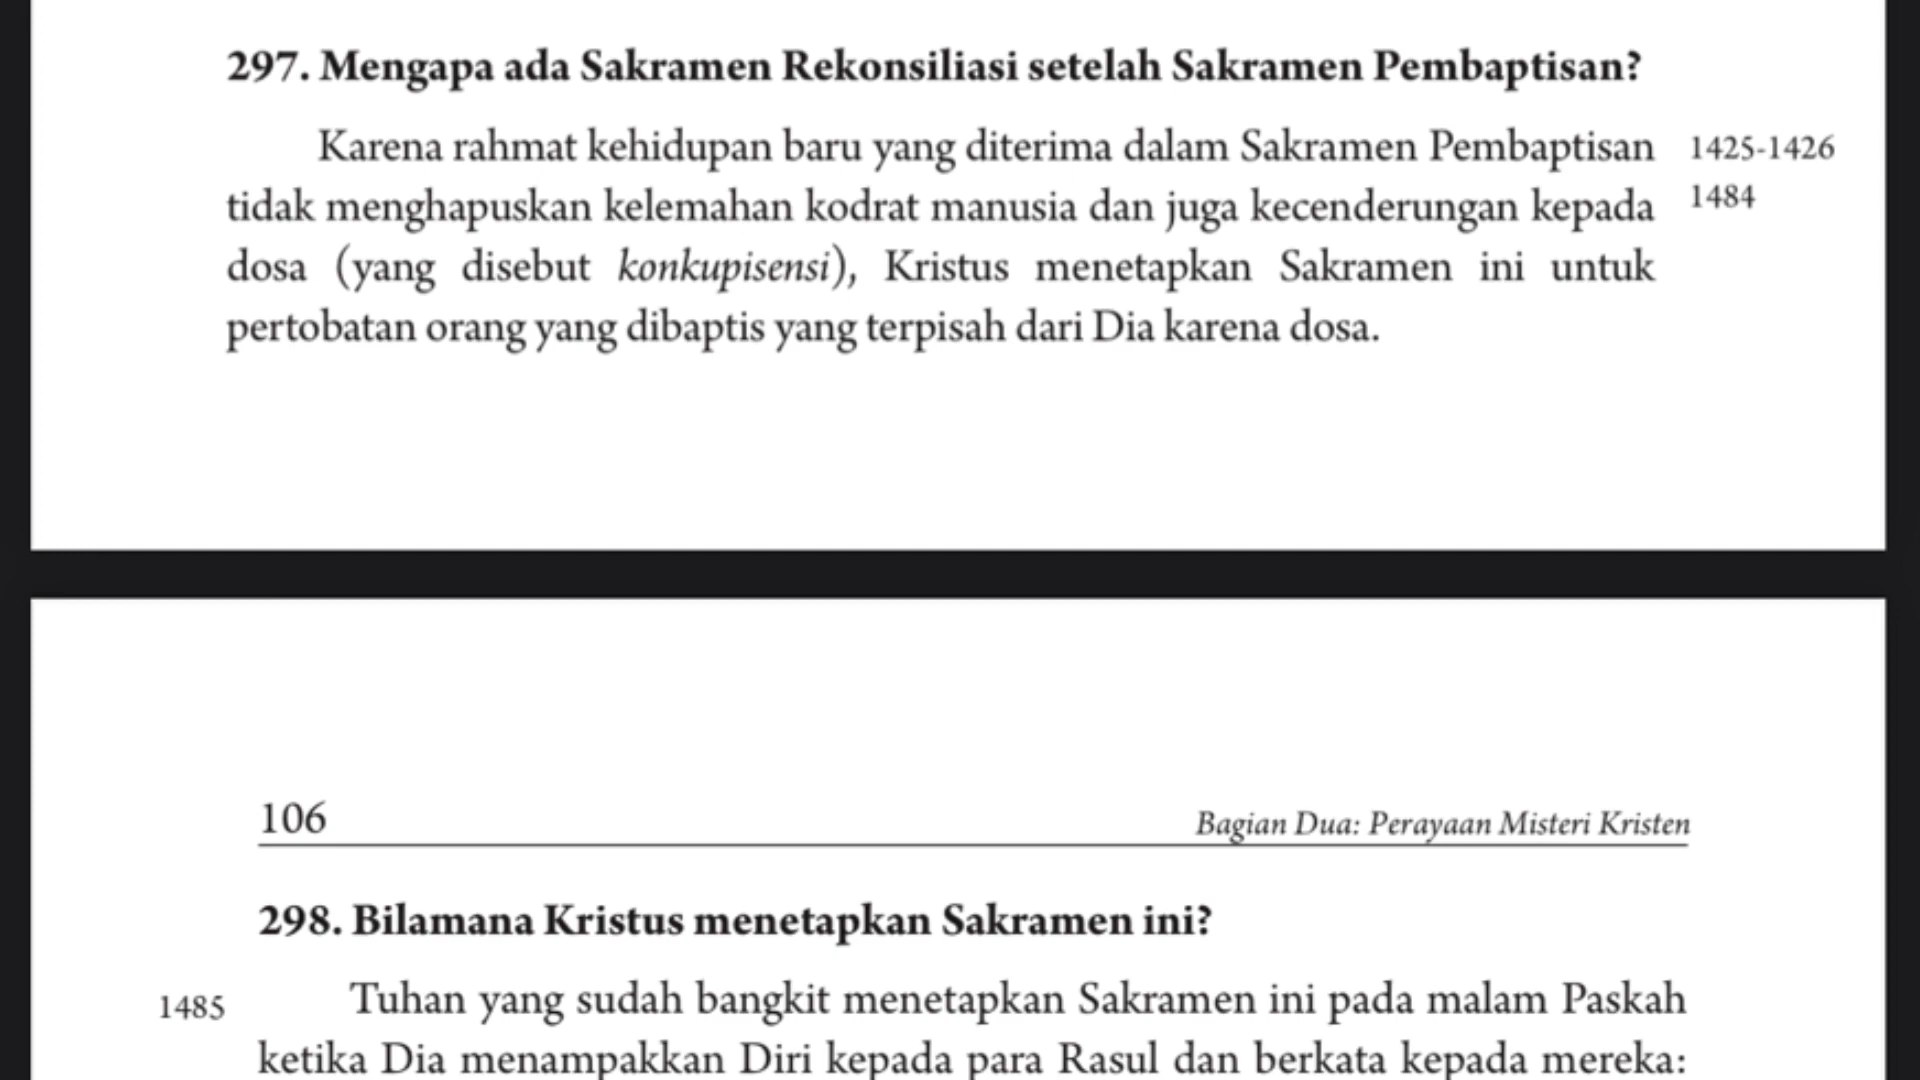 297. Mengapa ada Sakramen Rekonsiliasi setelah Sakramen Pembaptisan?
Karena rahmat kehidupan baru yang diterima dalam Sakramen Pembaptisan 1425-1426
tidak menghapuskan kelemahan kodrat manusia dan juga kecenderungan kepada 1484
dosa (yang disebut konkupisensi), Kristus menetapkan Sakramen ini untuk
pertobatan orang yang dibaptis yang terpisah dari Dia karena dosa.
106 Bagian Dua: Perayaan Misteri Kristen
298. Bilamana Kristus menetapkan Sakramen ini?
1485 Tuhan yang sudah bangkit menetapkan Sakramen ini pada malam Paskah
ketika Dia menampakkan Diri kepada para Rasul dan berkata kepada mereka: